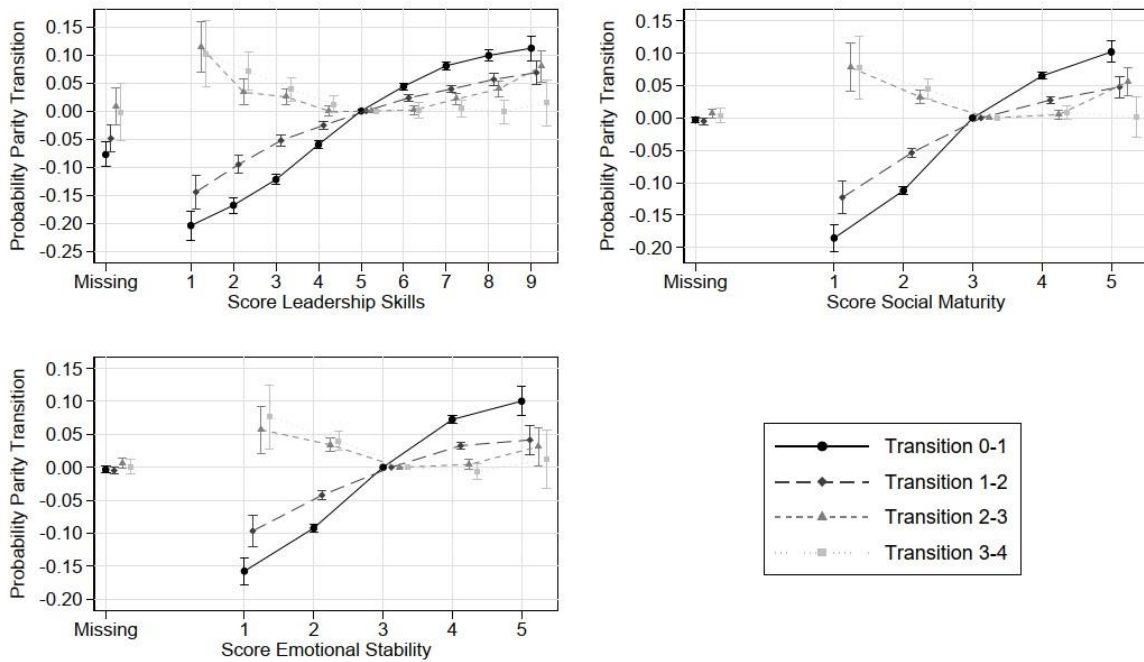 Probability Parity Transition
0.15
0.10
0.05
0.00
-0.05
-0.10
-0.15
-0.20
-0.25
Missing 1 2 3 4 5 6 7 8 9
Score Leadership Skills
Probability Parity Transition
0.15
0.10
0.05
0.00
-0.05
-0.10
-0.15
-0.20
Missing 1 2 3 4 5
Score Social Maturity
Probability Parity Transition
0.15
0.10
0.05
0.00
-0.05
-0.10
-0.15
-0.20
Missing 1 2 3 4 5
Score Emotional Stability
Transition 0-1
Transition 1-2
Transition 2-3
Transition 3-4